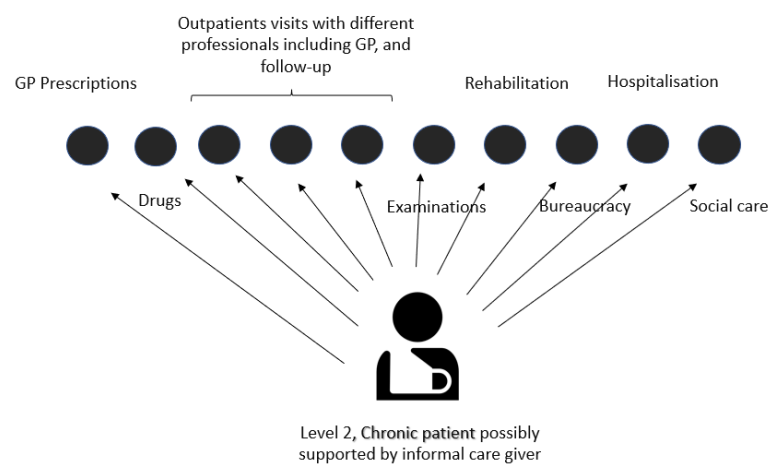 Outpatients visits with different
professionals including GP, and
follow-up
GP Prescriptions
Rehabilitation
Hospitalisation
Drugs
Examinations
Bureaucracy
Social care
Level 2, Chronic patient possibly
supported by informal care giver